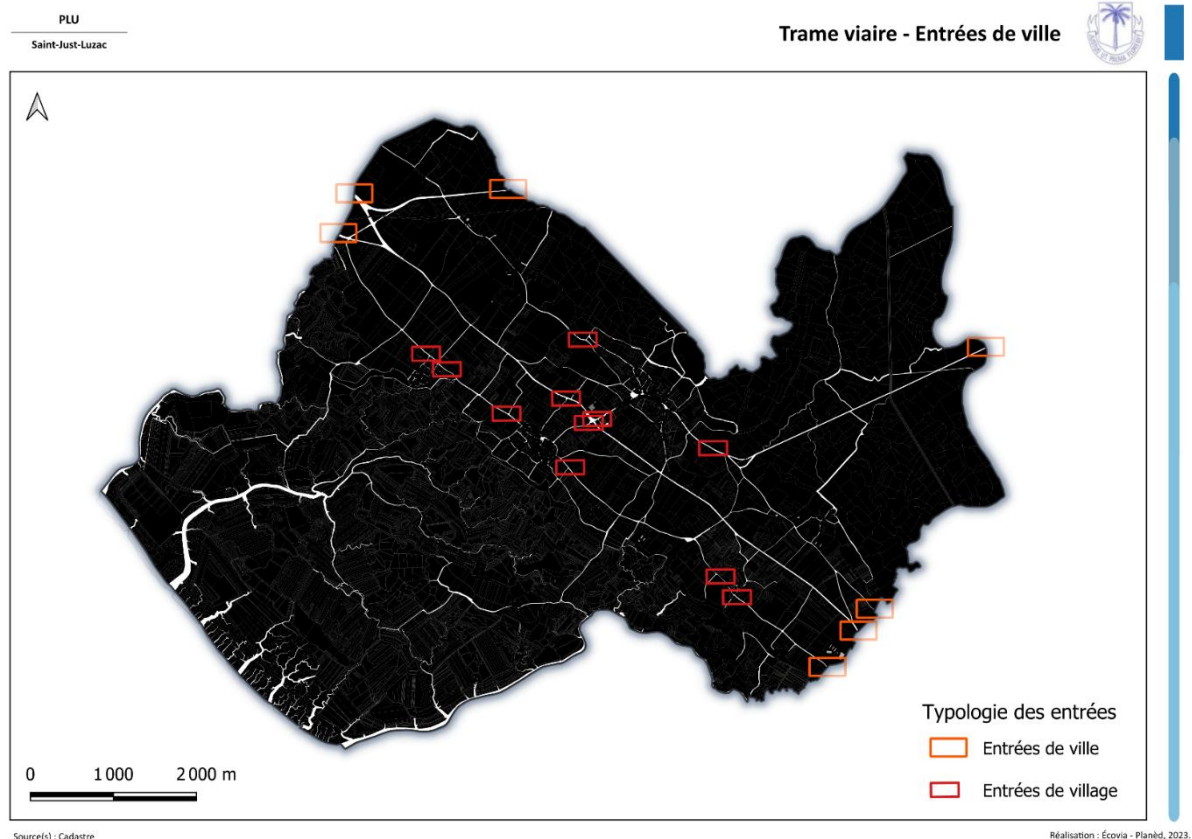 PLU
Saint-Just-Luzac
Trame viaire - Entrées de ville
Typologie des entrées
Entrées de ville
Entrées de village
0 1 000 2 000 m
Source(s) : Cadastre
Réalisation : Écovia - Planèd, 2023.